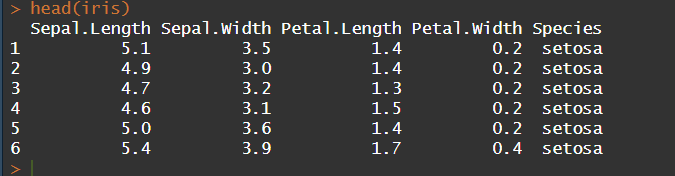 > head(iris)
  Sepal.Length Sepal.Width Petal.Length Petal.Width Species
1          5.1         3.5          1.4         0.2  setosa
2          4.9         3.0          1.4         0.2  setosa
3          4.7         3.2          1.3         0.2  setosa
4          4.6         3.1          1.5         0.2  setosa
5          5.0         3.6          1.4         0.2  setosa
6          5.4         3.9          1.7         0.4  setosa
>